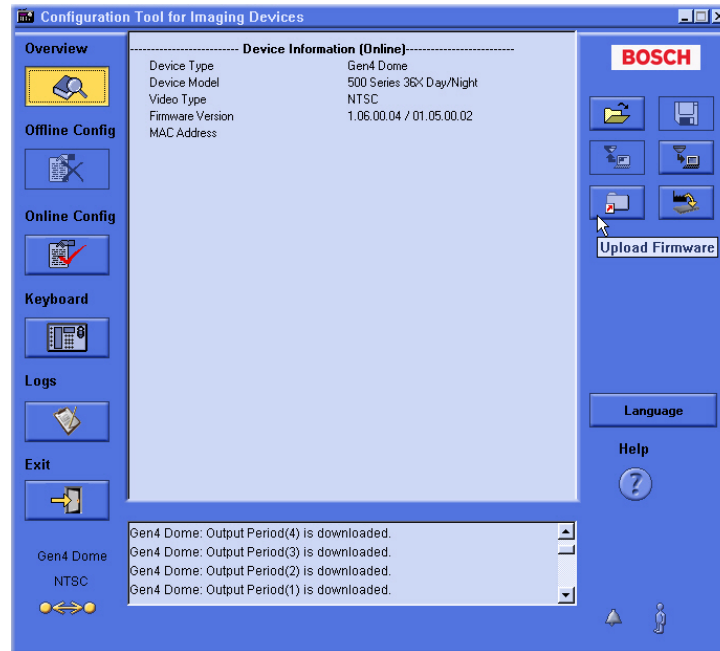 Configuration Tool for Imaging Devices
Overview
Offline Config
Online Config
Keyboard
Logs
Exit
Gen4 Dome
NTSC
------------------------ Device Information (Online)------------------------
Device Type Gen4 Dome
Device Model 500 Series 36X Day/Night
Video Type NTSC
Firmware Version 1.06.00.04 / 01.05.00.02
MAC Address
Gen4 Dome: Output Period(4) is downloaded.
Gen4 Dome: Output Period(3) is downloaded.
Gen4 Dome: Output Period(2) is downloaded.
Gen4 Dome: Output Period(1) is downloaded.
BOSCH
Upload Firmware
Language
Help
?